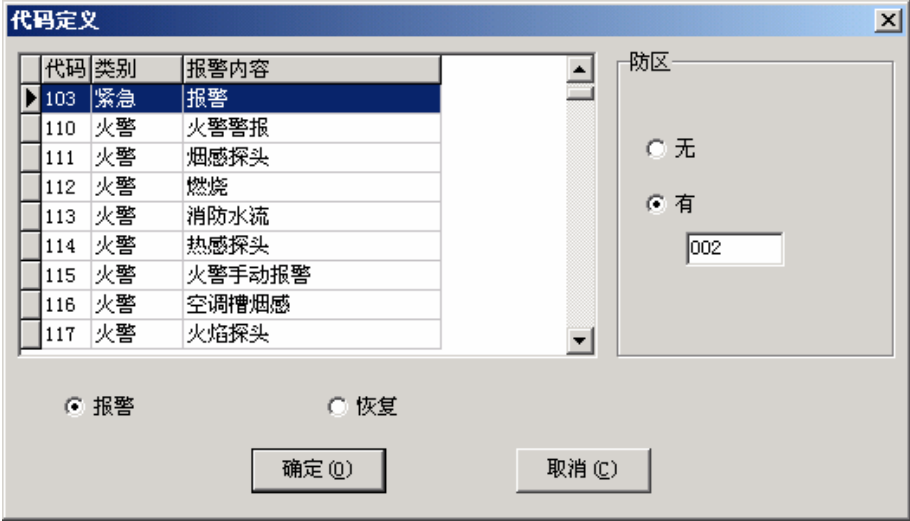 代码定义
代码 类别 报警内容
103 紧急 报警
110 火警 火警警报
111 火警 烟感探头
112 火警 燃烧
113 火警 消防水流
114 火警 热感探头
115 火警 火警手动报警
116 火警 空调槽烟感
117 火警 火焰探头
防区
无
有
002
报警 恢复
确定(O) 取消(C)